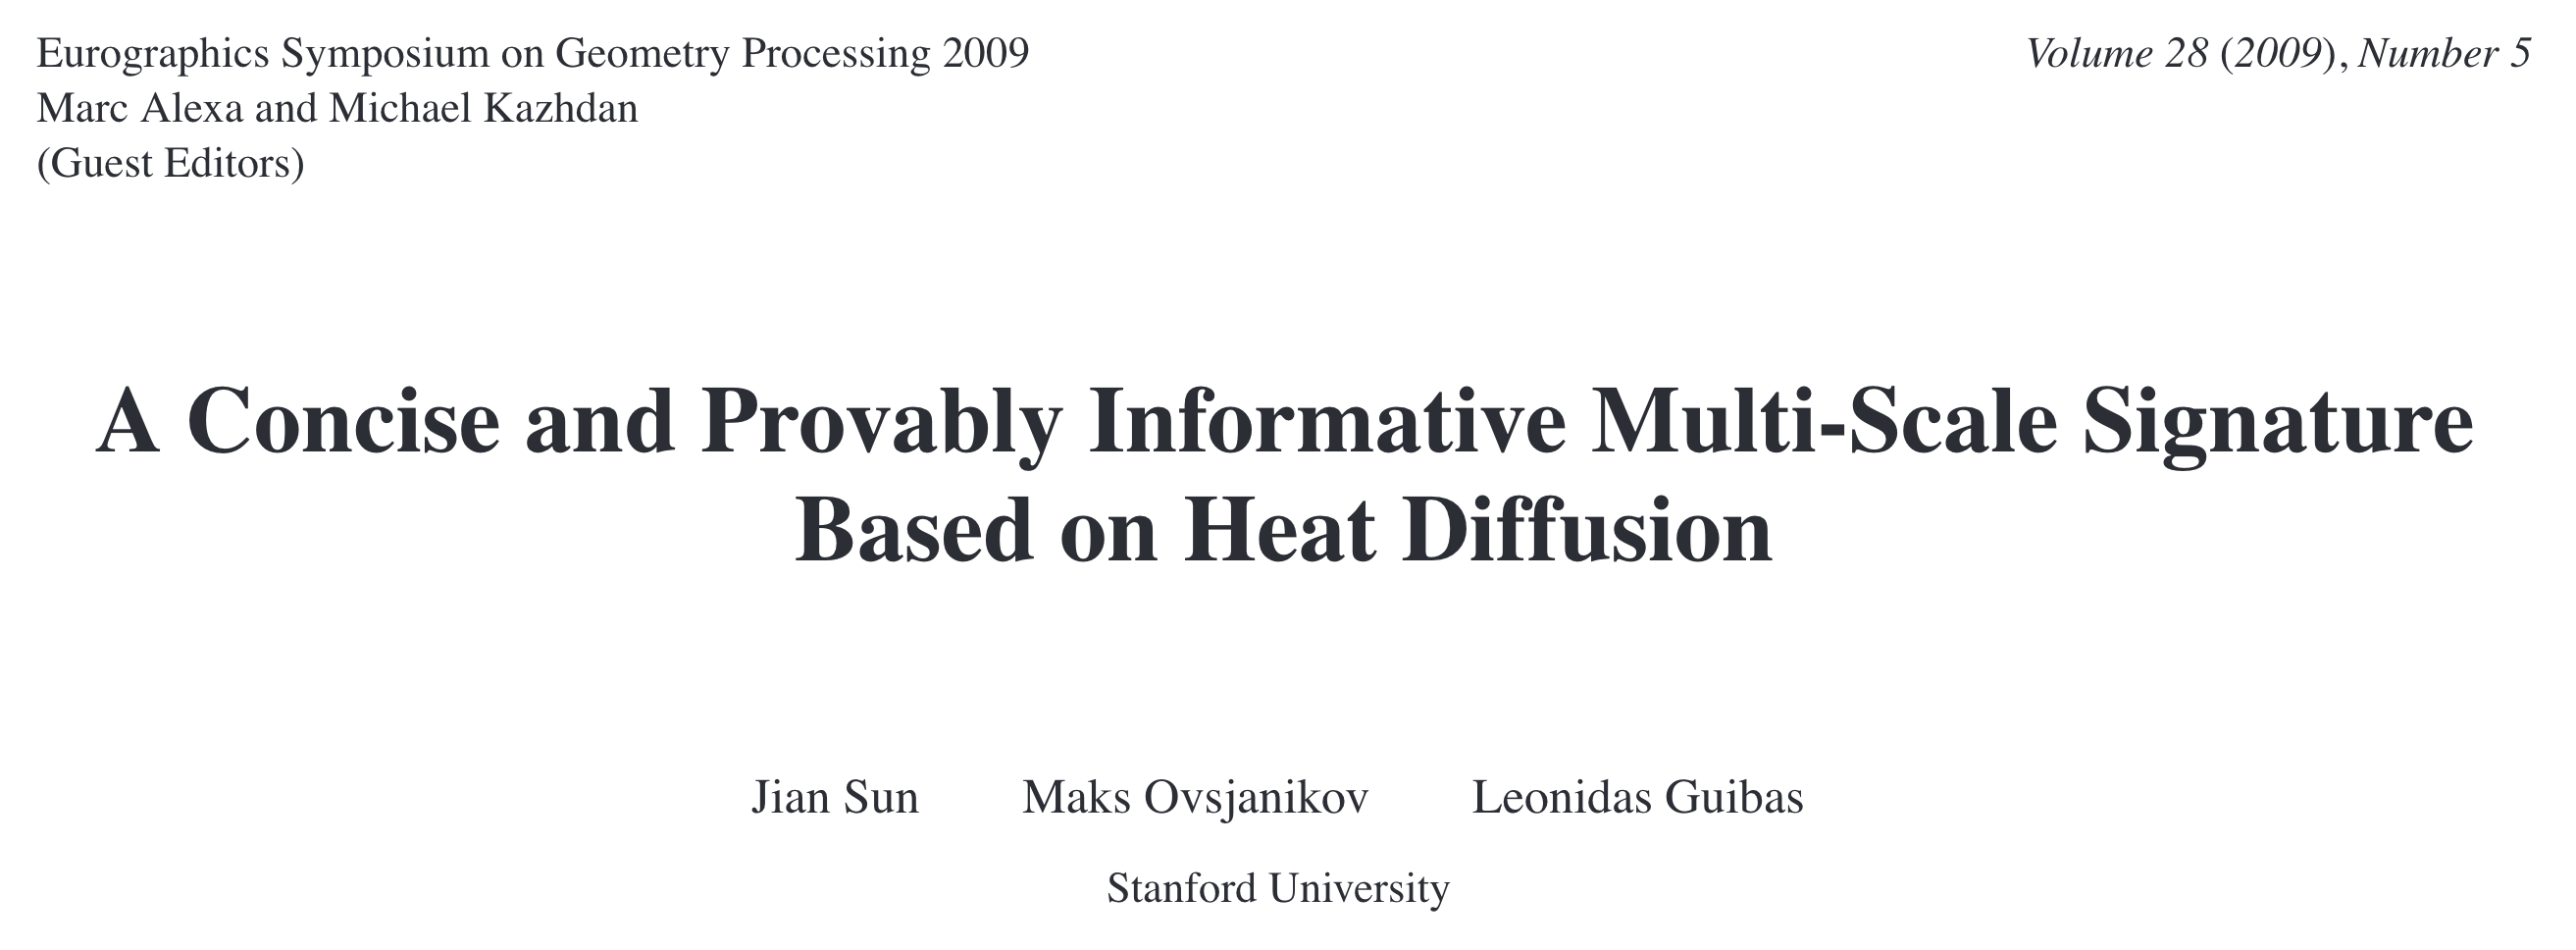 Eurographics Symposium on Geometry Processing 2009
Marc Alexa and Michael Kazhdan
(Guest Editors)
Volume 28 (2009), Number 5
A Concise and Provably Informative Multi-Scale Signature
Based on Heat Diffusion
Jian Sun Maks Ovsjanikov Leonidas Guibas
Stanford University